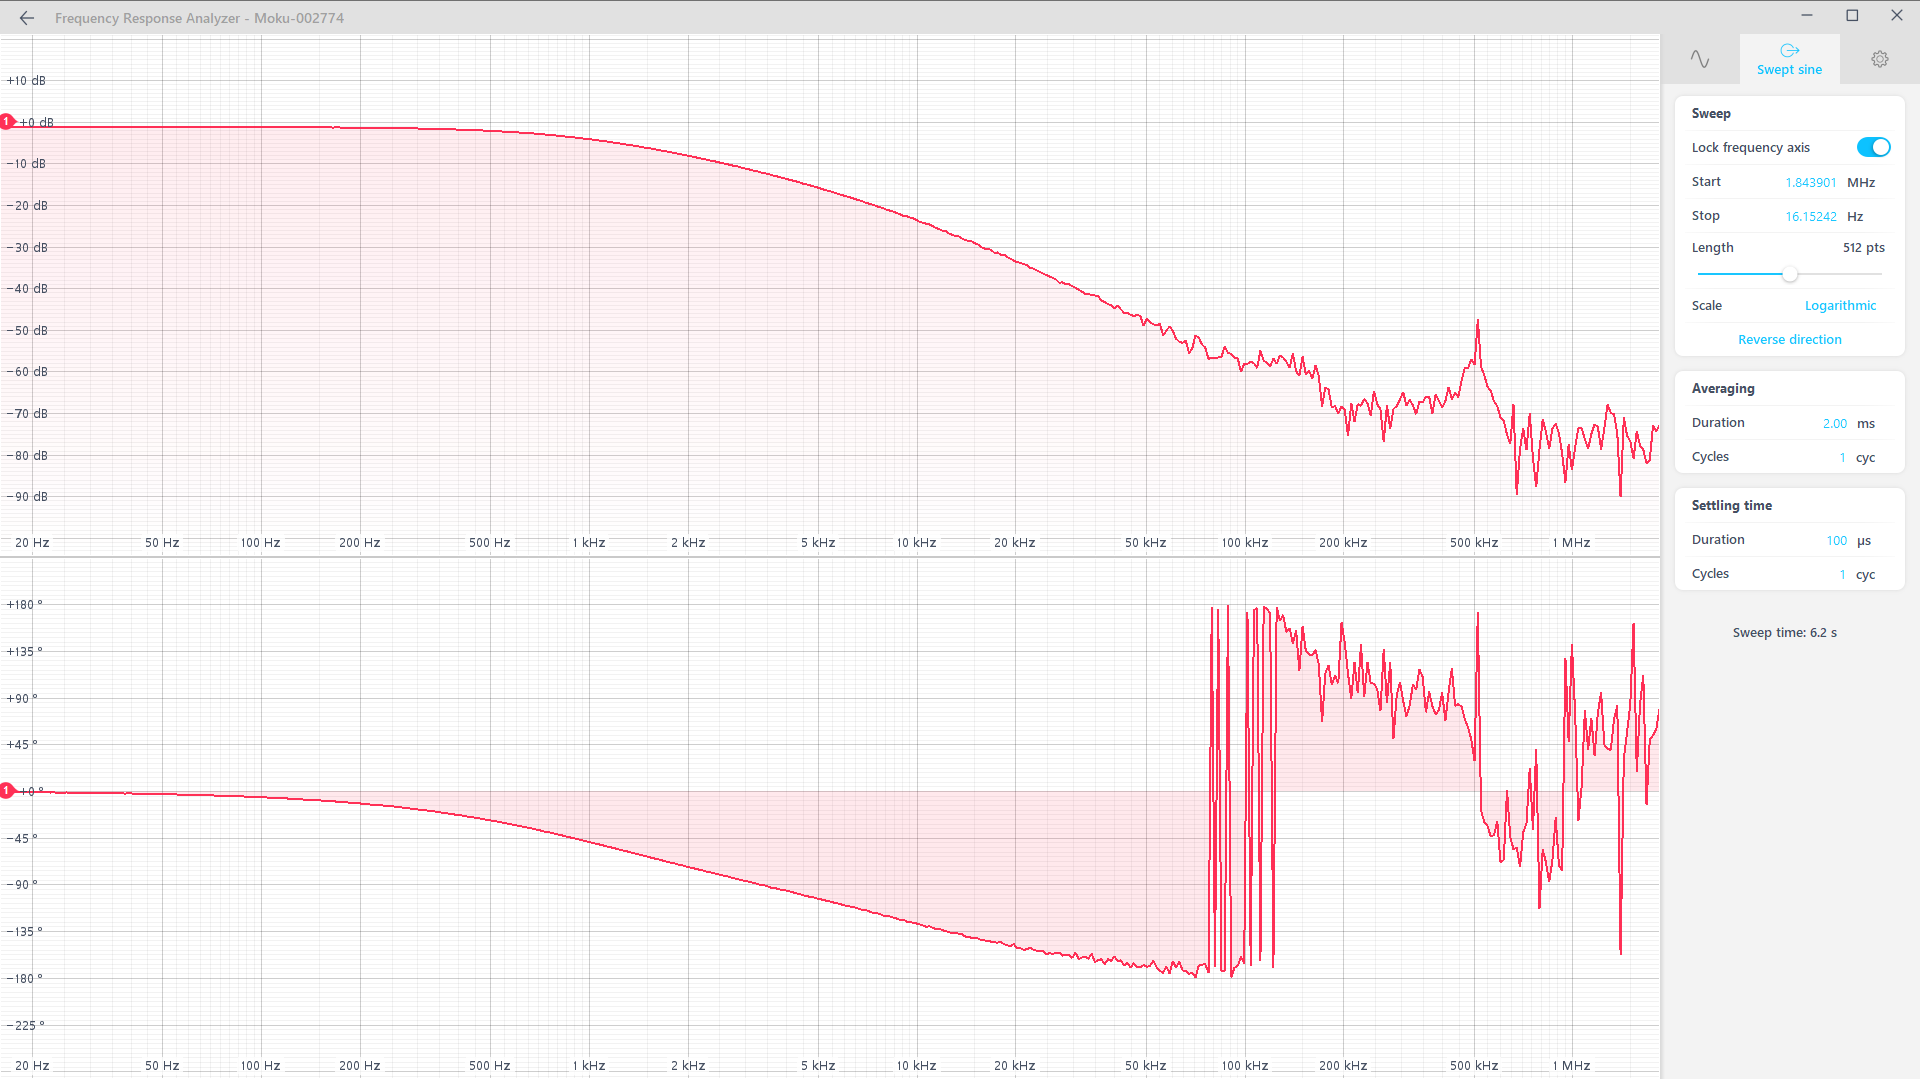 Frequency Response Analyzer - Moku-002774
Swept sine
+10 dB
1 +0 dB
−10 dB
−20 dB
−30 dB
−40 dB
−50 dB
−60 dB
−70 dB
−80 dB
−90 dB
20 Hz 50 Hz 100 Hz 200 Hz 500 Hz 1 kHz 2 kHz 5 kHz 10 kHz 20 kHz 50 kHz 100 kHz 200 kHz 500 kHz 1 MHz
+180 °
+135 °
+90 °
+45 °
1 +0 °
−45 °
−90 °
−135 °
−180 °
−225 °
20 Hz 50 Hz 100 Hz 200 Hz 500 Hz 1 kHz 2 kHz 5 kHz 10 kHz 20 kHz 50 kHz 100 kHz 200 kHz 500 kHz 1 MHz
Sweep
Lock frequency axis
Start 1.843901 MHz
Stop 16.15242 Hz
Length 512 pts
Scale Logarithmic
Reverse direction
Averaging
Duration 2.00 ms
Cycles 1 cyc
Settling time
Duration 100 µs
Cycles 1 cyc
Sweep time: 6.2 s